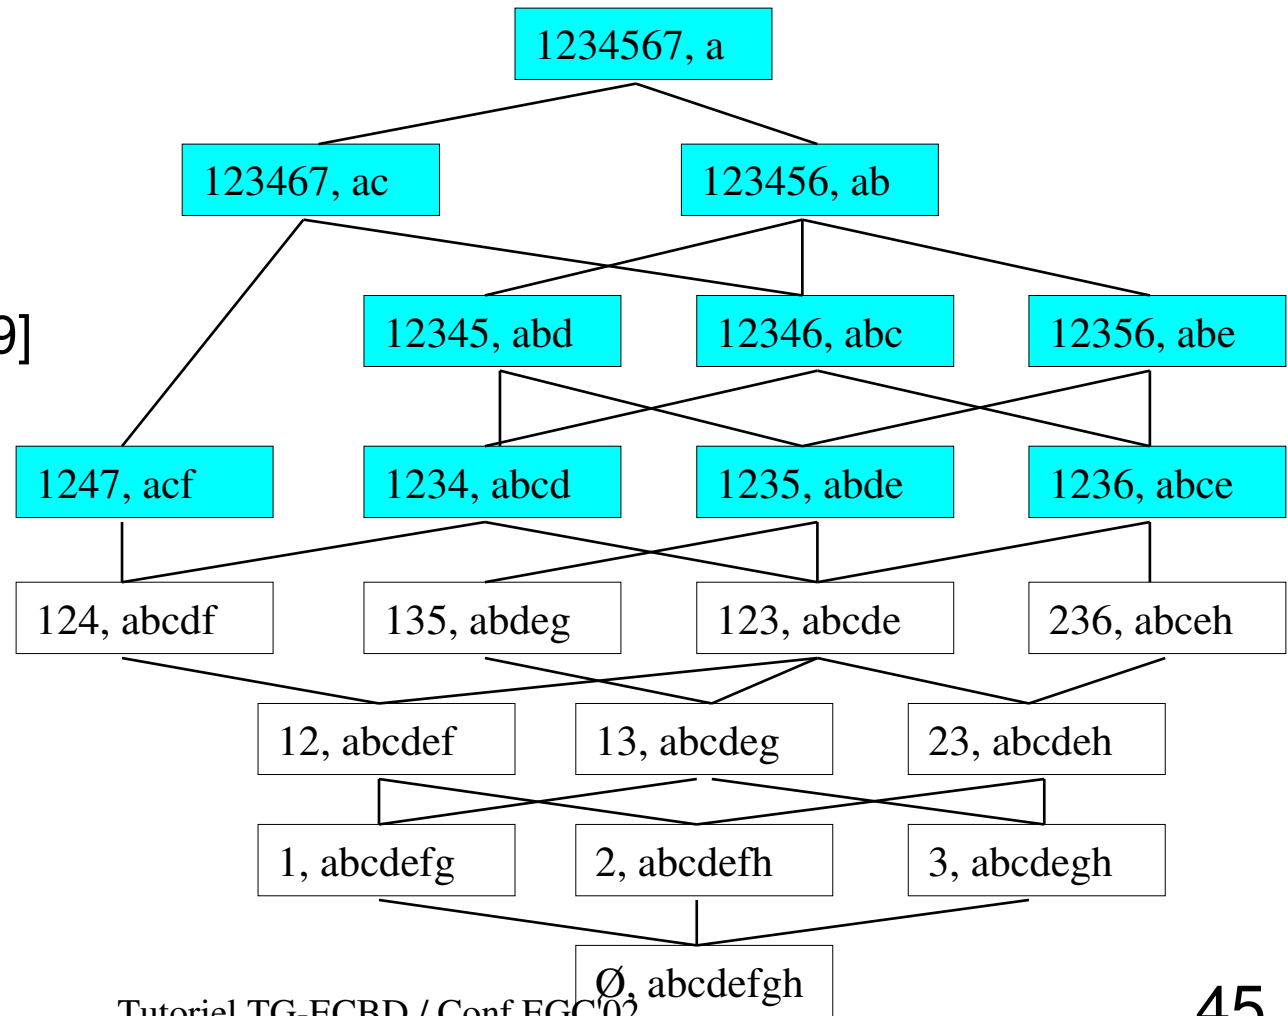 1234567, a
123467, ac
123456, ab
9]
12345, abd
12346, abc
12356, abe
1247, acf
1234, abcd
1235, abde
1236, abce
124, abcdf
135, abdeg
123, abcde
236, abceh
12, abcdef
13, abcdeg
23, abcdeh
1, abcdefg
2, abcdefh
3, abcdegh
Ø, abcdefgh
Tutoriel TG-ECBD / Conf EGC'02
45